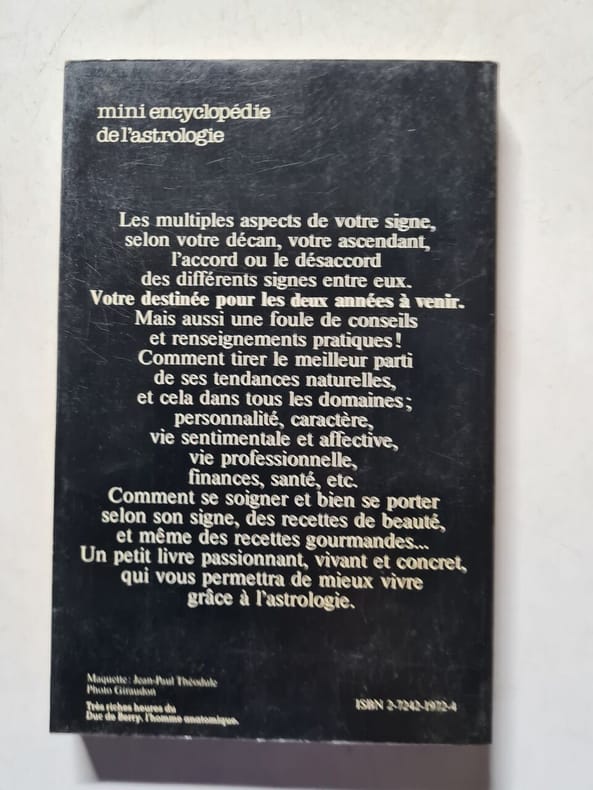 mini encyclopédie
de l'astrologie
Les multiples aspects de votre signe,
selon votre décan, votre ascendant,
l'accord ou le désaccord
des différents signes entre eux.
Votre destinée pour les deux années à venir.
Mais aussi une foule de conseils
et renseignements pratiques!
Comment tirer le meilleur parti
de ses tendances naturelles,
et cela dans tous les domaines;
personnalité, caractère,
vie sentimentale et affective,
vie professionnelle,
finances, santé, etc.
Comment se soigner et bien se porter
selon son signe, des recettes de beauté,
et même des recettes gourmandes...
Un petit livre passionnant, vivant et concret,
qui vous permettra de mieux vivre
grâce à l'astrologie.
Maquette: Jean-Paul Théodule
Photo Giraudon
Très riches heures du
Duc de Berry, l'homme anatomique.
ISBN 2-7242-1972-4